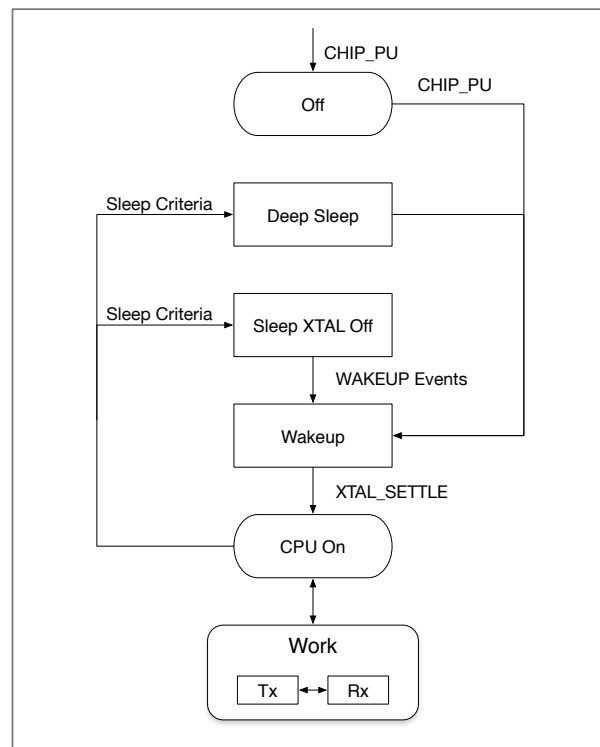 CHIP_PU
CHIP_PU
Off
Sleep Criteria
Deep Sleep
Sleep Criteria
Sleep XTAL Off
WAKEUP Events
Wakeup
XTAL_SETTLE
CPU On
Work
Tx
Rx